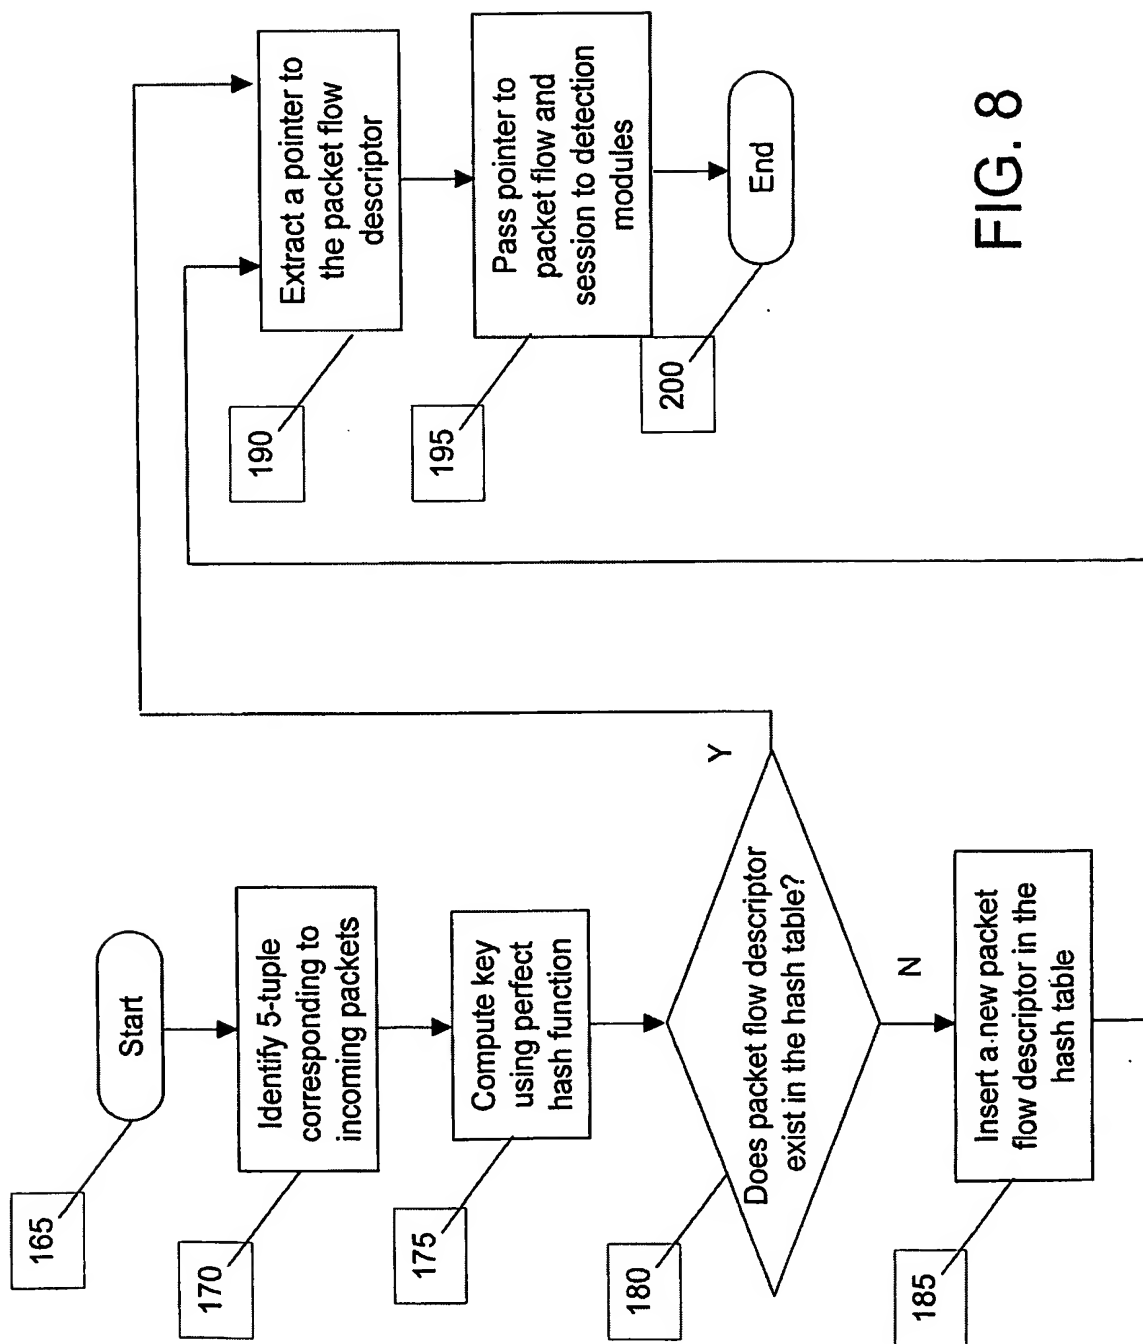 165
Start
170
Identify 5-tuple
corresponding to
incoming packets
175
Compute key
using perfect
hash function
180
Does packet flow descriptor
exist in the hash table?
Y
N
185
Insert a new packet
flow descriptor in the
hash table
190
Extract a pointer to
the packet flow
descriptor
195
Pass pointer to
packet flow and
session to detection
modules
200
End
FIG. 8